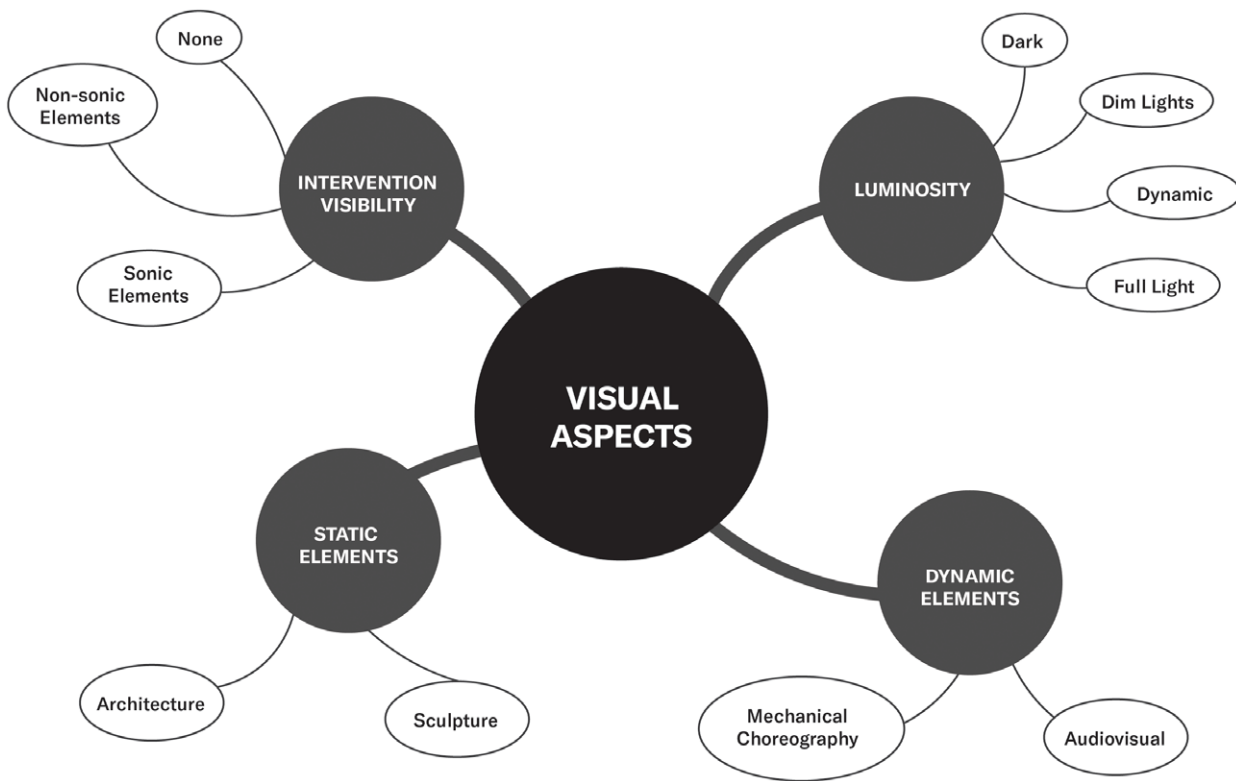 None
Non-sonic
Elements
INTERVENTION
VISIBILITY
Sonic
Elements
Dark
Dim Lights
LUMINOSITY
Dynamic
Full Light
VISUAL
ASPECTS
STATIC
ELEMENTS
Architecture
Sculpture
DYNAMIC
ELEMENTS
Mechanical
Choreography
Audiovisual